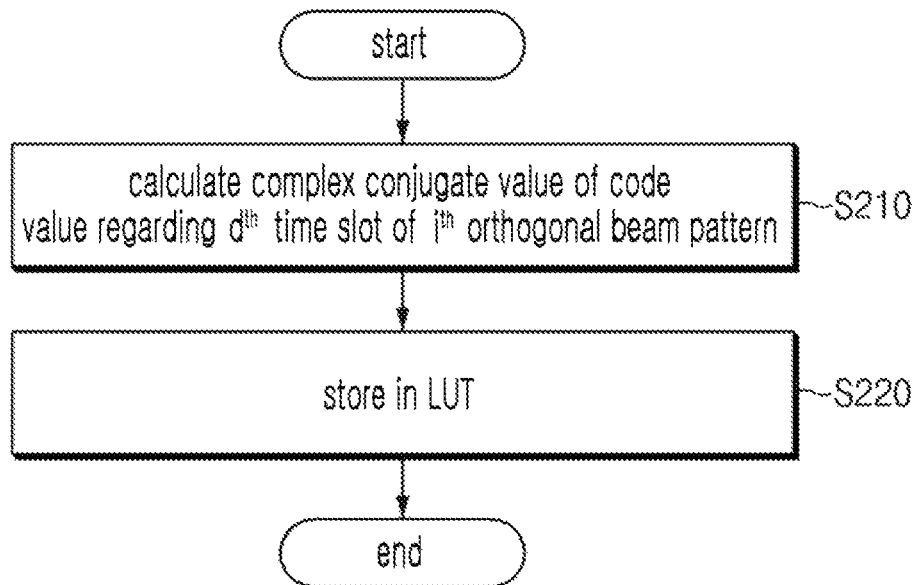 start
calculate complex conjugate value of code
value regarding dth time slot of ith orthogonal beam pattern
S210
store in LUT
S220
end